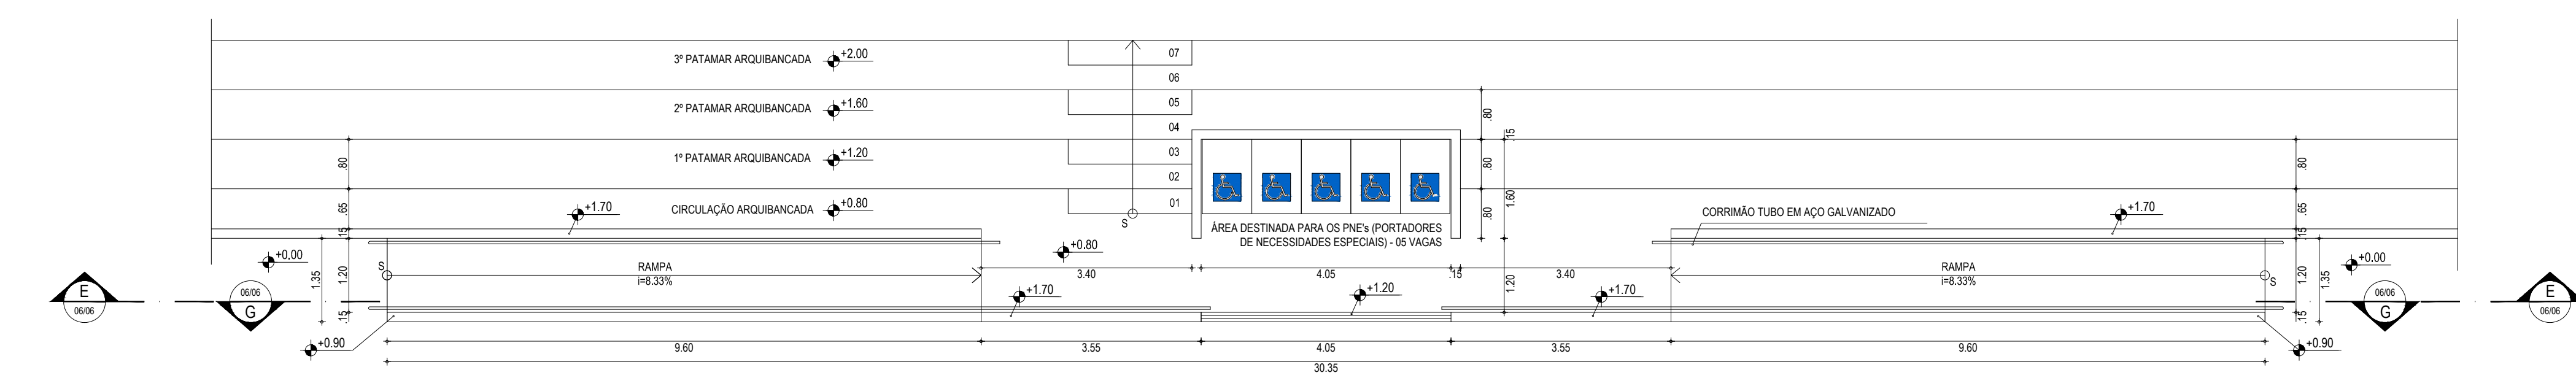 3º PATAMAR ARQUIBANCADA
+2.00
07
06
2º PATAMAR ARQUIBANCADA
+1.60
05
.80
04
.15
1º PATAMAR ARQUIBANCADA
+1.20
03
.80
.80
.80
02
1.60
CIRCULAÇÃO ARQUIBANCADA
+0.80
01
.80
+1.70
.65
S
CORRIMÃO TUBO EM AÇO GALVANIZADO
+1.70
.65
ÁREA DESTINADA PARA OS PNE's (PORTADORES
DE NECESSIDADES ESPECIAIS) - 05 VAGAS
.15
.15
+0.80
+0,00
+0.00
S
RAMPA
i=8.33%
3.40
4.05
.15
3.40
RAMPA
i=8.33%
S
1.35
1.20
1.20
1.20
1.35
E
06/06
06/06
G
+1.70
+1.20
+1.70
06/06
G
E
06/06
.15
.15
+0.90
+0.90
9.60
3.55
4.05
3.55
9.60
30.35